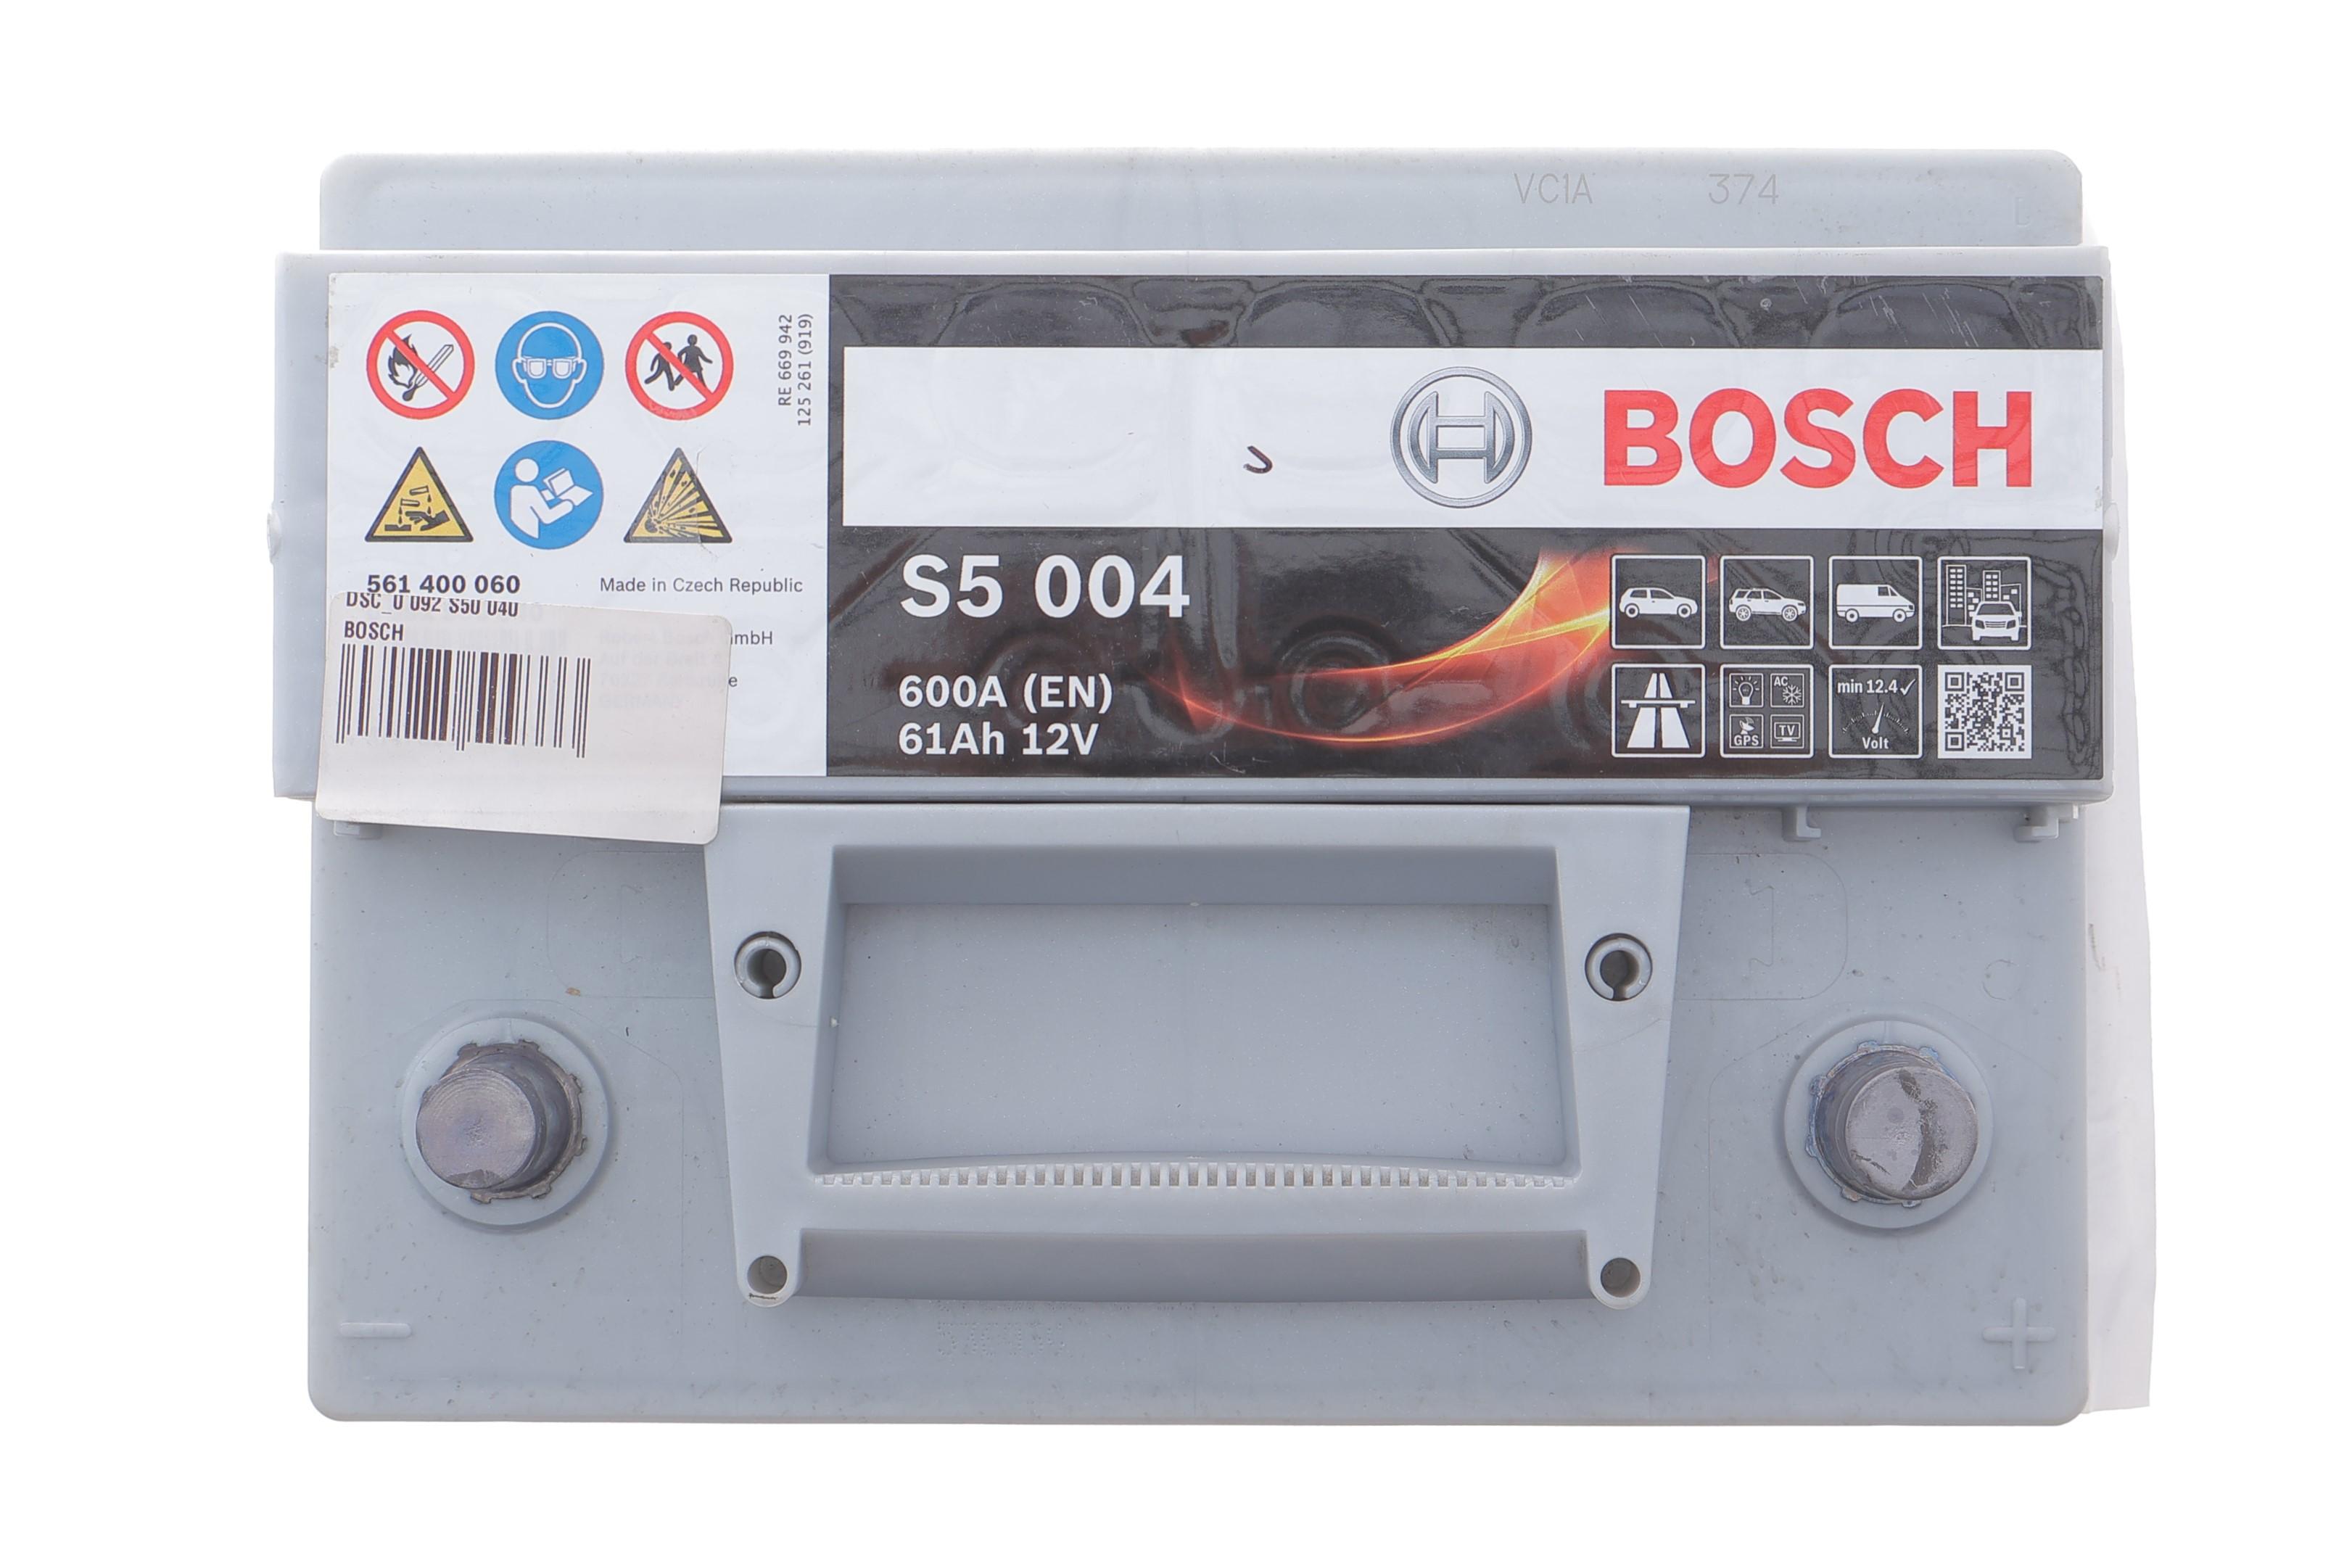 VC1A 374
RE 669 942
125 261 (919)
BOSCH
561 400 060
Made in Czech Republic
DSC_0 092 S50 040
BOSCH
mbH
S5 004
600A (EN)
61Ah 12V
AC
GPS
TV
min 12.4✓
Volt
−
+